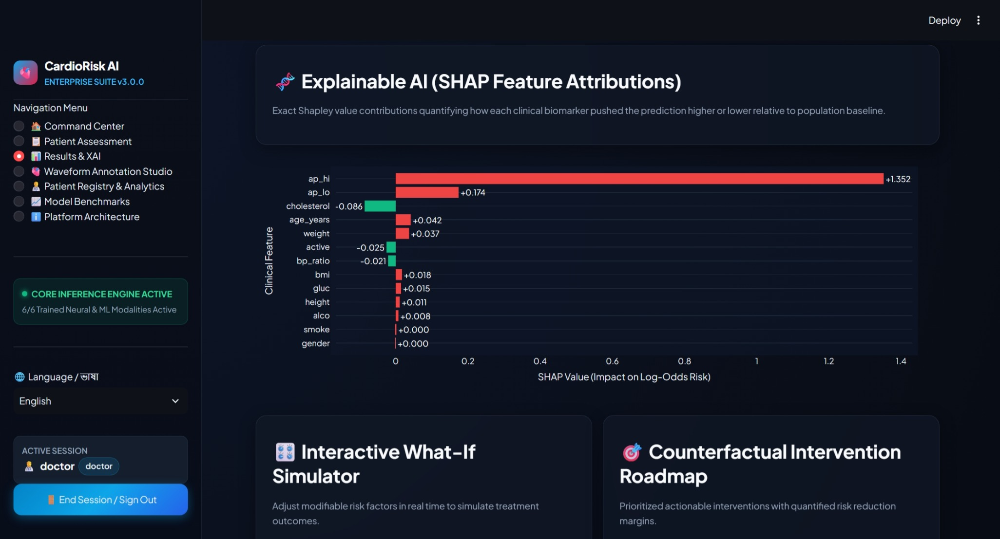 Deploy
CardioRisk AI
ENTERPRISE SUITE v3.0.0
Navigation Menu
Command Center
Patient Assessment
Results & XAI
Waveform Annotation Studio
Patient Registry & Analytics
Model Benchmarks
Platform Architecture
CORE INFERENCE ENGINE ACTIVE
6/6 Trained Neural & ML Modalities Active
Language / ভাষা
English
ACTIVE SESSION
doctor doctor
End Session / Sign Out
Explainable AI (SHAP Feature Attributions)
Exact Shapley value contributions quantifying how each clinical biomarker pushed the prediction higher or lower relative to population baseline.
Clinical Feature
ap_hi +1.352
ap_lo +0.174
cholesterol -0.086
age_years +0.042
weight +0.037
active -0.025
bp_ratio -0.021
bmi +0.018
gluc +0.015
height +0.011
alco +0.008
smoke +0.000
gender +0.000
0 0.2 0.4 0.6 0.8 1 1.2 1.4
SHAP Value (Impact on Log-Odds Risk)
Interactive What-If
Simulator
Adjust modifiable risk factors in real time to simulate treatment
outcomes.
Counterfactual Intervention
Roadmap
Prioritized actionable interventions with quantified risk reduction
margins.